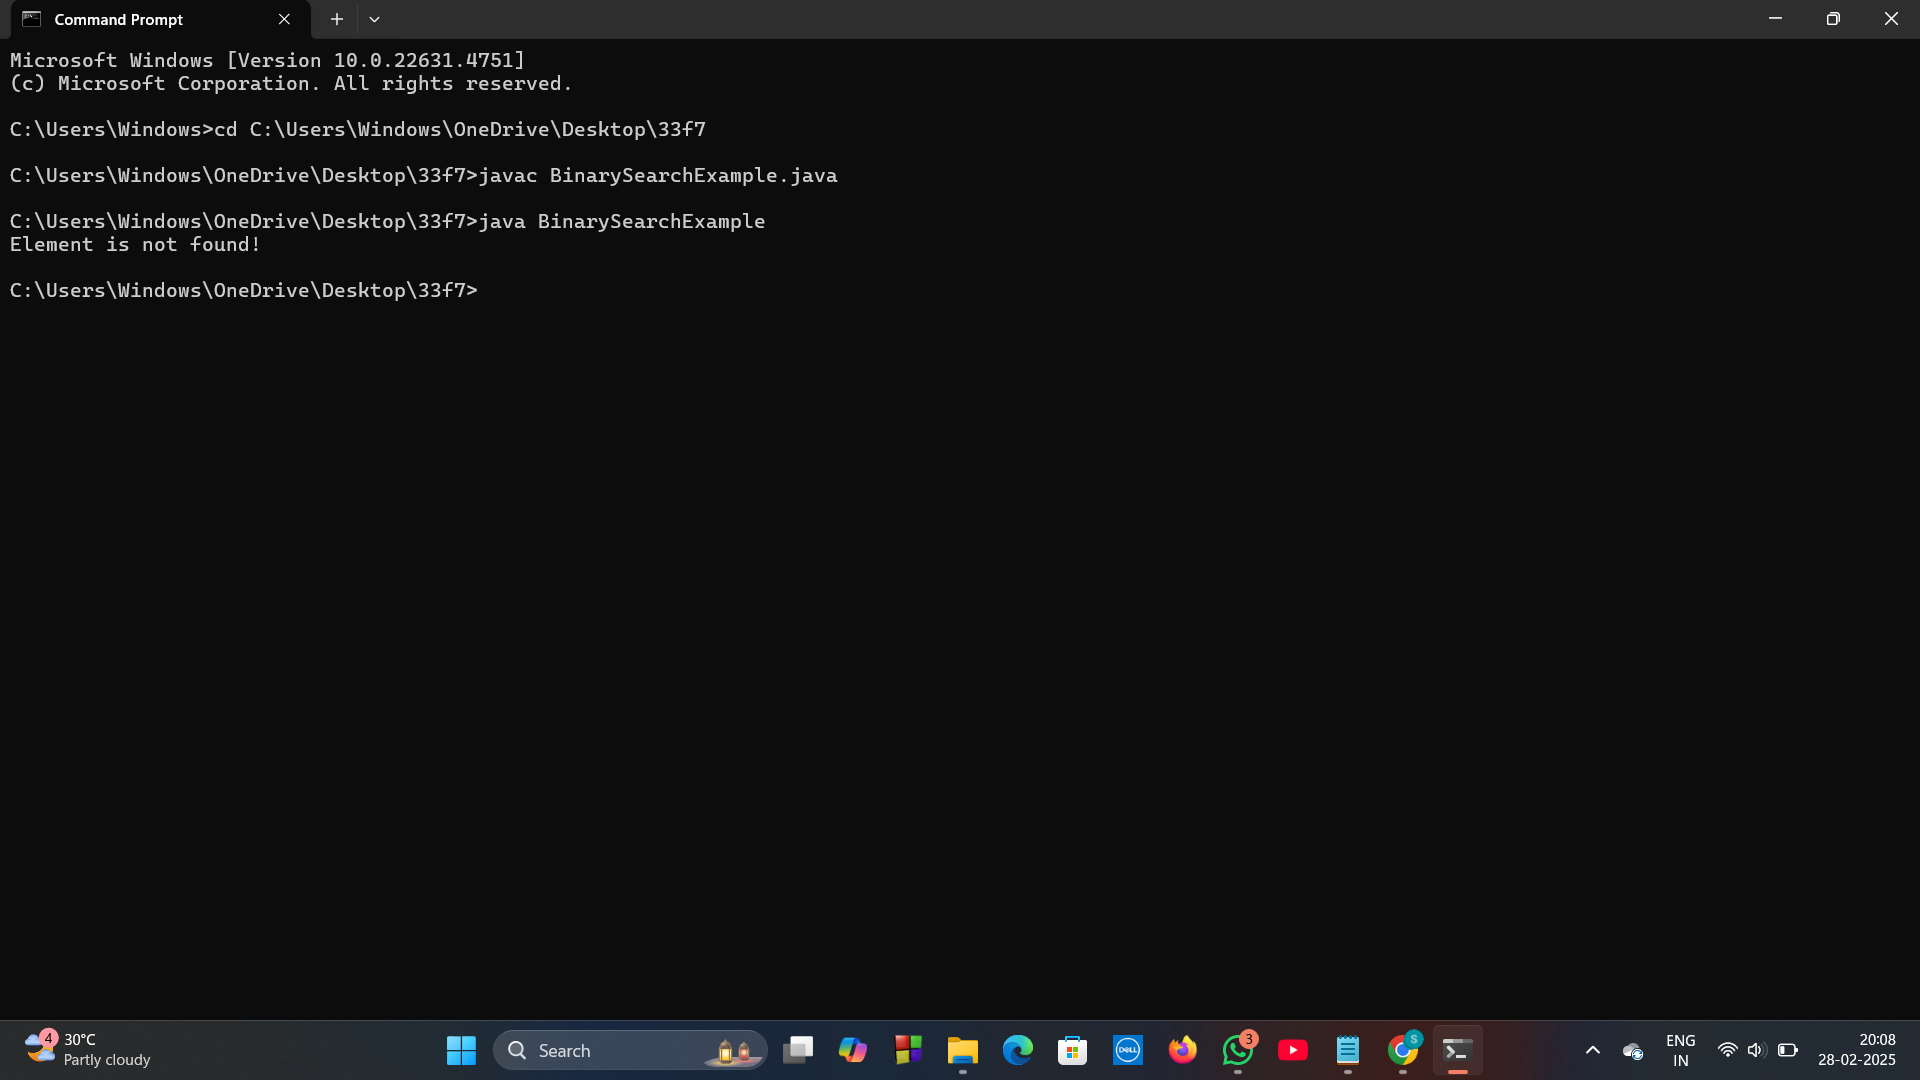 Command Prompt
Microsoft Windows [Version 10.0.22631.4751]
(c) Microsoft Corporation. All rights reserved.
C:\Users\Windows>cd C:\Users\Windows\OneDrive\Desktop\33f7
C:\Users\Windows\OneDrive\Desktop\33f7>javac BinarySearchExample.java
C:\Users\Windows\OneDrive\Desktop\33f7>java BinarySearchExample
Element is not found!
C:\Users\Windows\OneDrive\Desktop\33f7>
4
30°C
Partly cloudy
Search
DELL
3
S
ENG
IN
20:08
28-02-2025